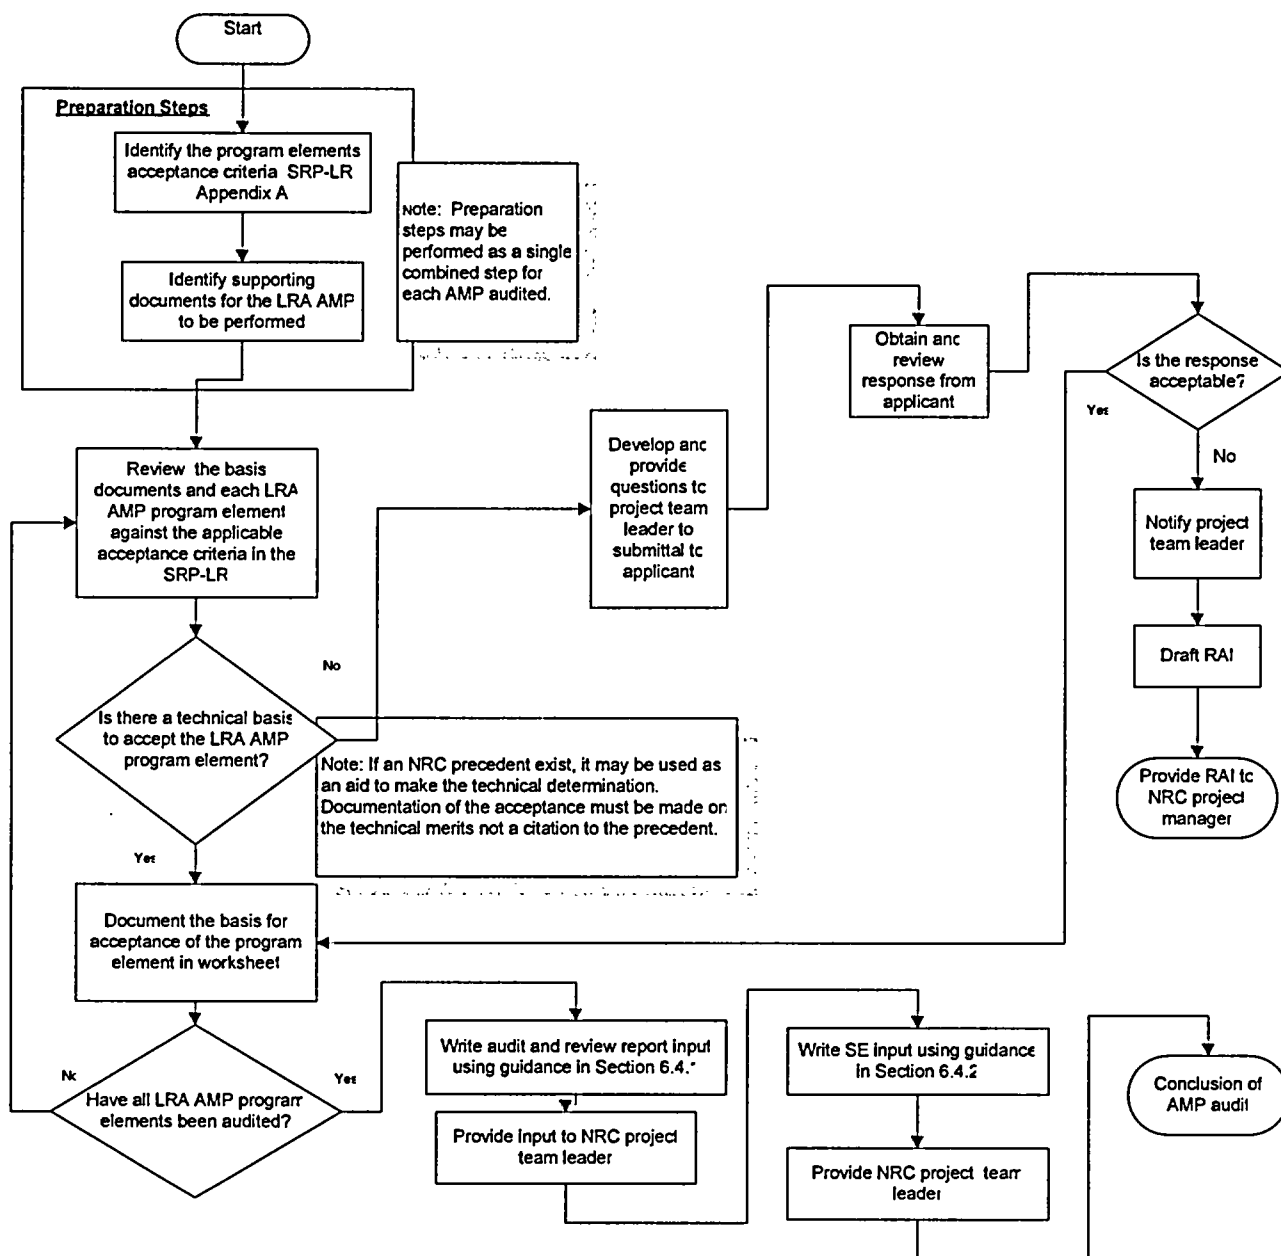 Start
Preparation Steps
Identify the program elements
acceptance criteria SRP-LR
Appendix A
Note: Preparation
steps may be
performed as a single
combined step for
each AMP audited.
Identify supporting
documents for the LRA AMP
to be performed
Obtain and
review
response from
applicant
Is the response
acceptable?
Yes
No
Develop and
provide
questions to
project team
leader to
submittal to
applicant
Review the basis
documents and each LRA
AMP program element
against the applicable
acceptance criteria in the
SRP-LR
Notify project
team leader
Draft RAI
Provide RAI to
NRC project
manager
No
Is there a technical basis
to accept the LRA AMP
program element?
Note: If an NRC precedent exist, it may be used as
an aid to make the technical determination.
Documentation of the acceptance must be made on
the technical merits not a citation to the precedent.
Yes
Document the basis for
acceptance of the program
element in worksheet
No
Yes
Have all LRA AMP program
elements been audited?
Write audit and review report input
using guidance in Section
Provide input to NRC project
team leader
Write SE input using guidance
in Section 6.4.2
Provide NRC project team
leader
Conclusion of
AMP audit